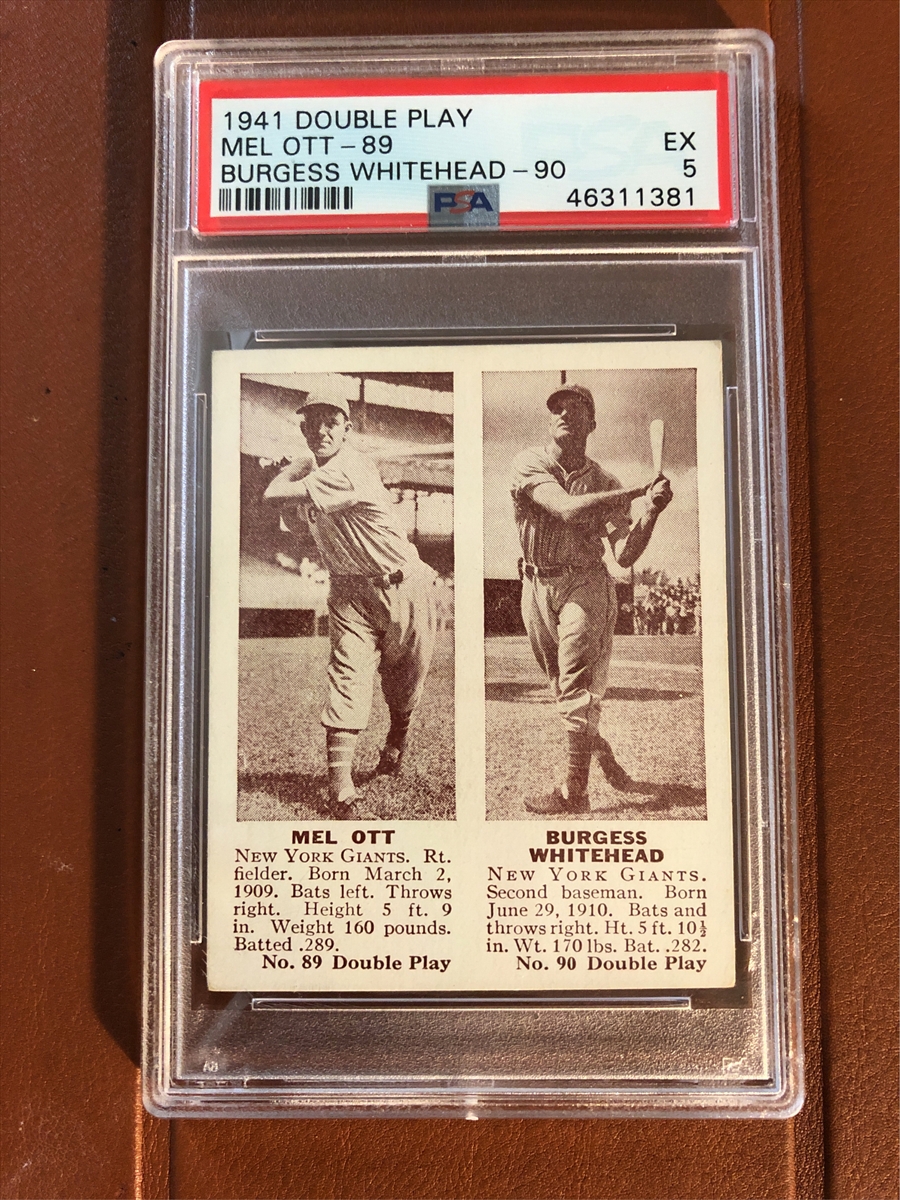 1941 DOUBLE PLAY
MEL OTT - 89
EX
BURGESS WHITEHEAD - 90
5
46311381
PSA
MEL OTT
NEW YORK GIANTS. Rt.
fielder. Born March 2,
1909. Bats left. Throws
right. Height 5 ft. 9
in. Weight 160 pounds.
Batted .289.
No. 89 Double Play
BURGESS
WHITEHEAD
NEW YORK GIANTS.
Second baseman. Born
June 29, 1910. Bats and
throws right. Ht. 5 ft. 10½
in. Wt. 170 lbs. Bat. .282.
No. 90 Double Play